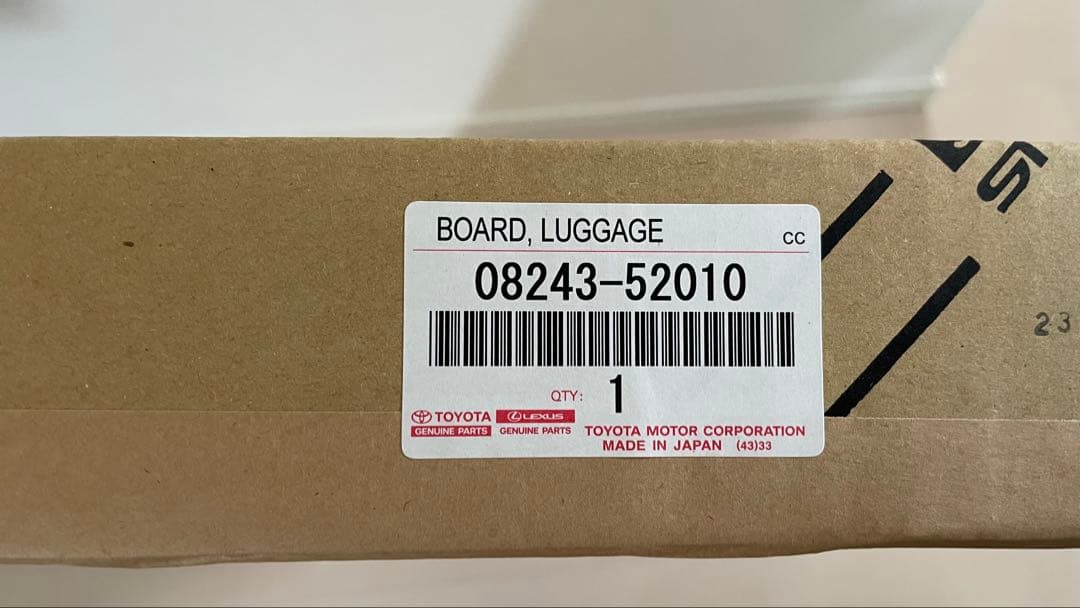 BOARD, LUGGAGE
CC
08243-52010
QTY: 1
TOYOTA
GENUINE PARTS
LEXUS
GENUINE PARTS
TOYOTA MOTOR CORPORATION
MADE IN JAPAN (43)33
23